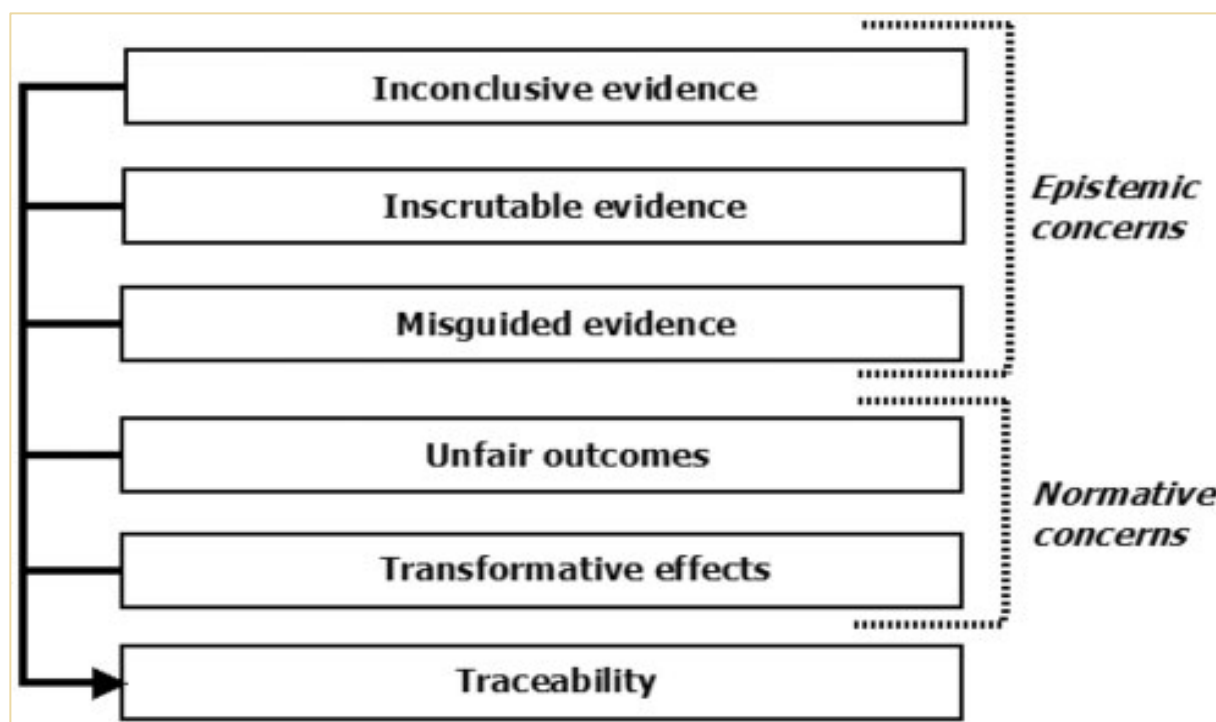 Inconclusive evidence
Inscrutable evidence
Epistemic
concerns
Misguided evidence
Unfair outcomes
Normative
concerns
Transformative effects
Traceability